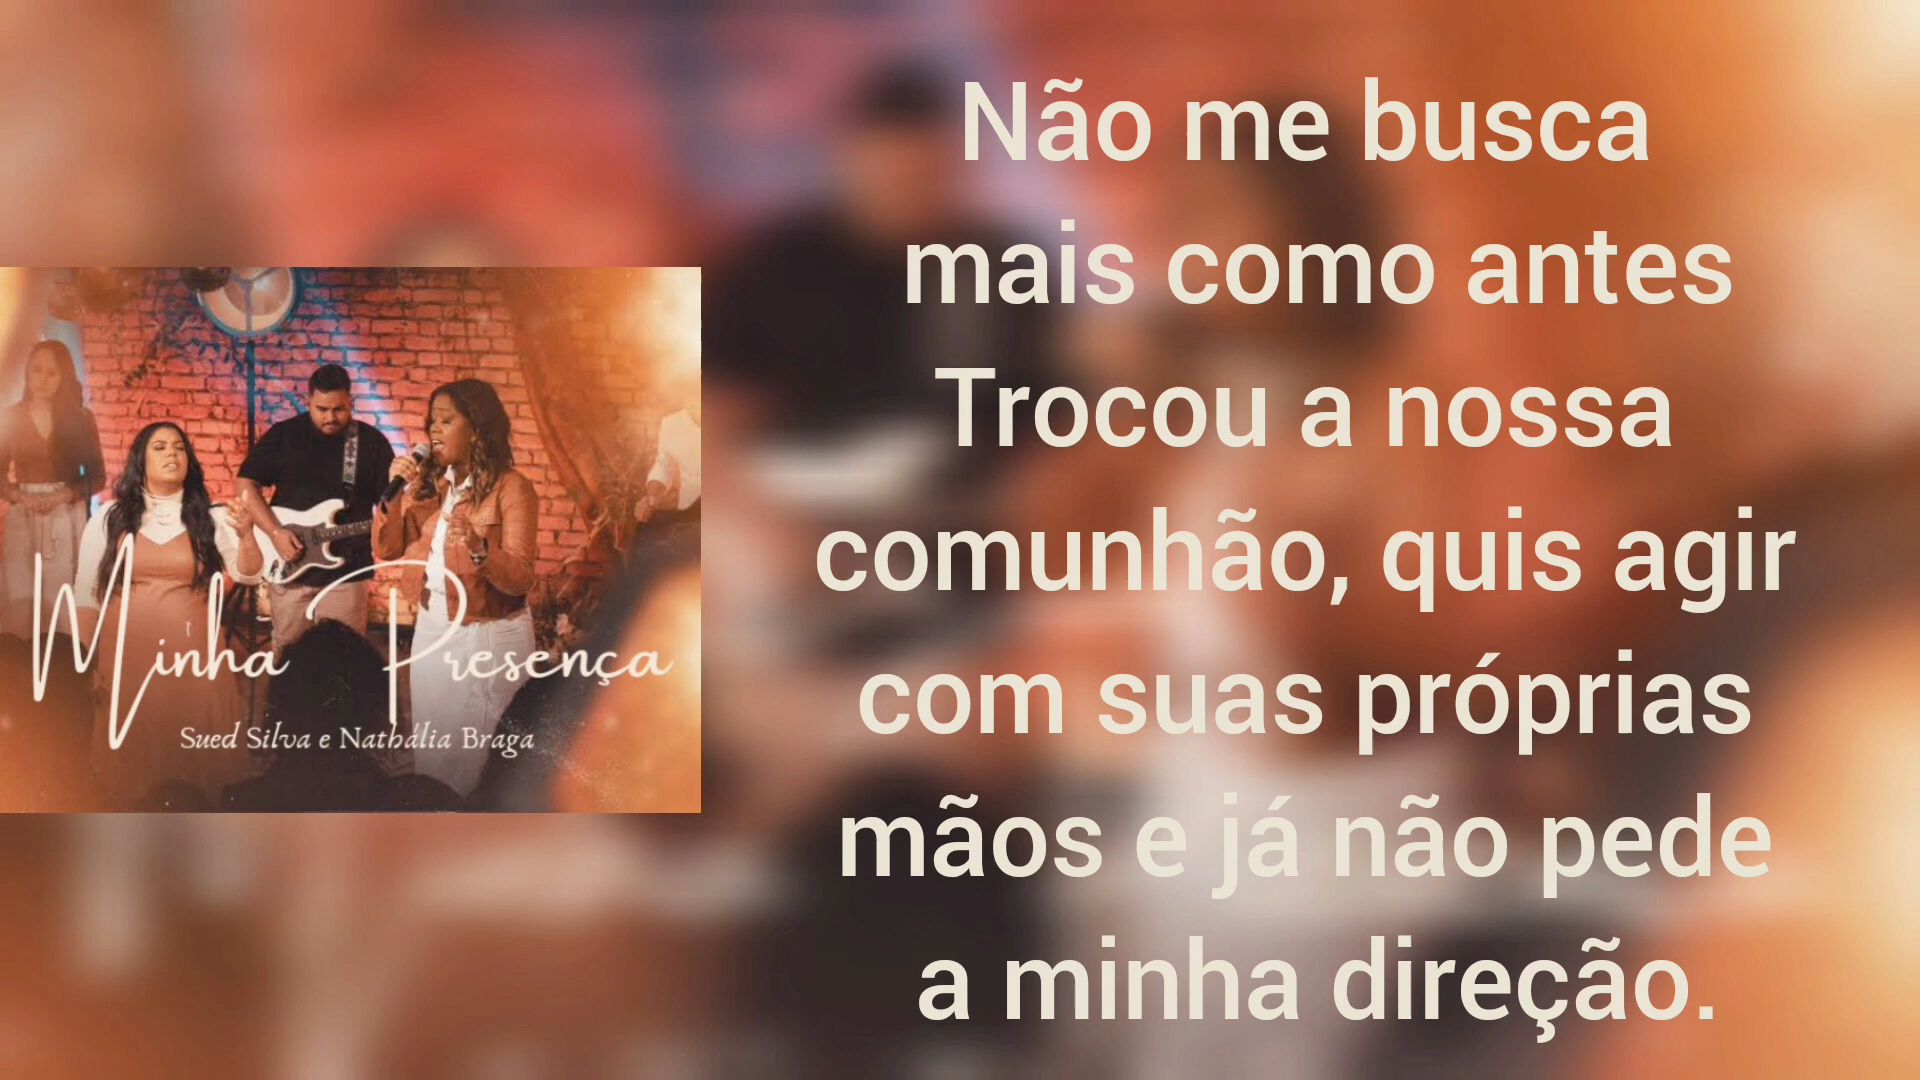 Não me busca
mais como antes
Trocou a nossa
comunhão, quis agir
com suas próprias
mãos e já não pede
a minha direção.
Minha Presença
Sued Silva e Nathália Braga